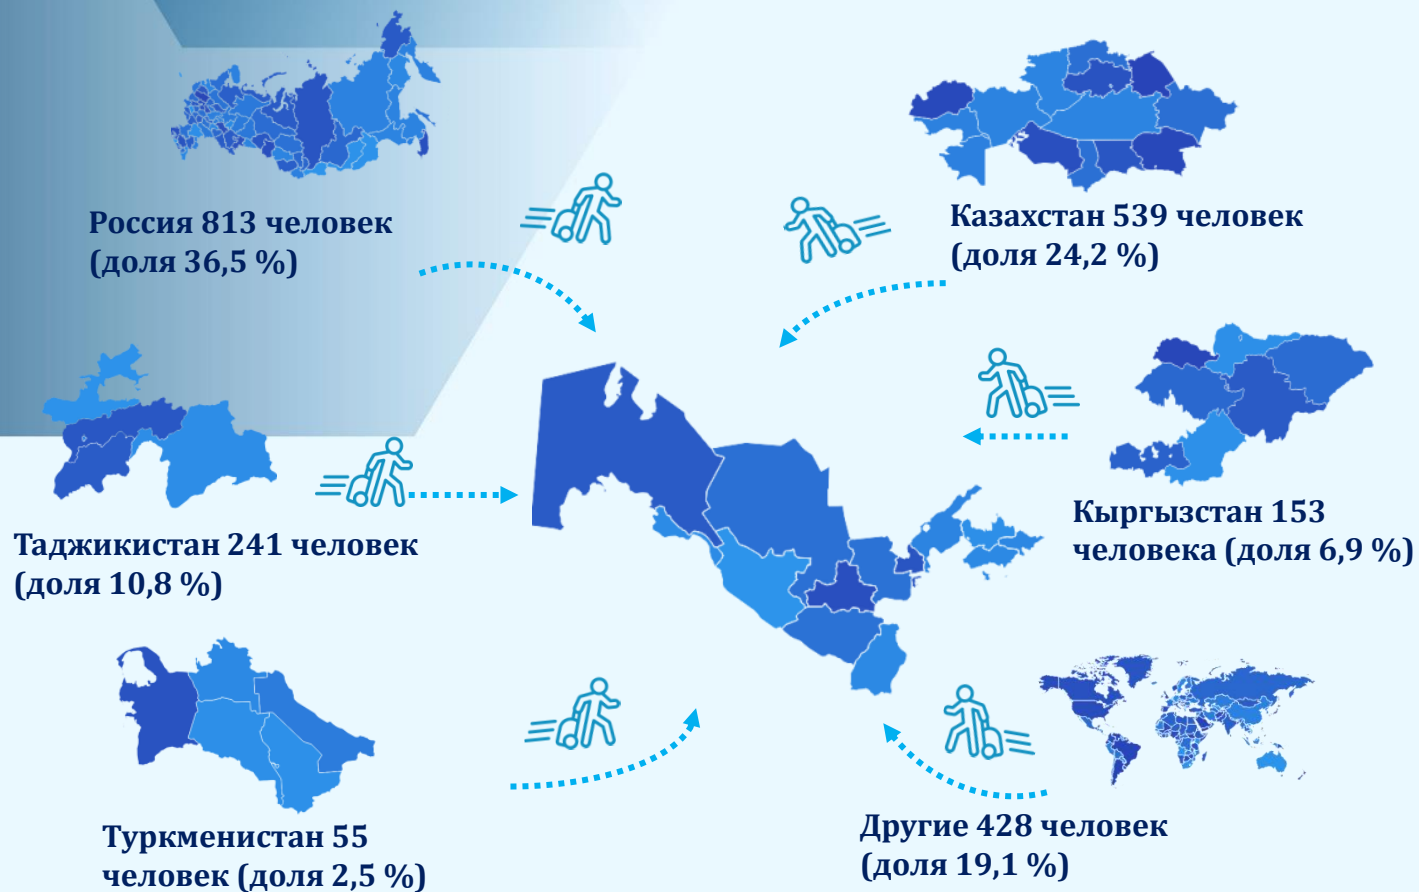 Россия 813 человек
(доля 36,5 %)
Казахстан 539 человек
(доля 24,2 %)
Таджикистан 241 человек
(доля 10,8 %)
Кыргызстан 153
человека (доля 6,9 %)
Туркменистан 55
человек (доля 2,5 %)
Другие 428 человек
(доля 19,1 %)